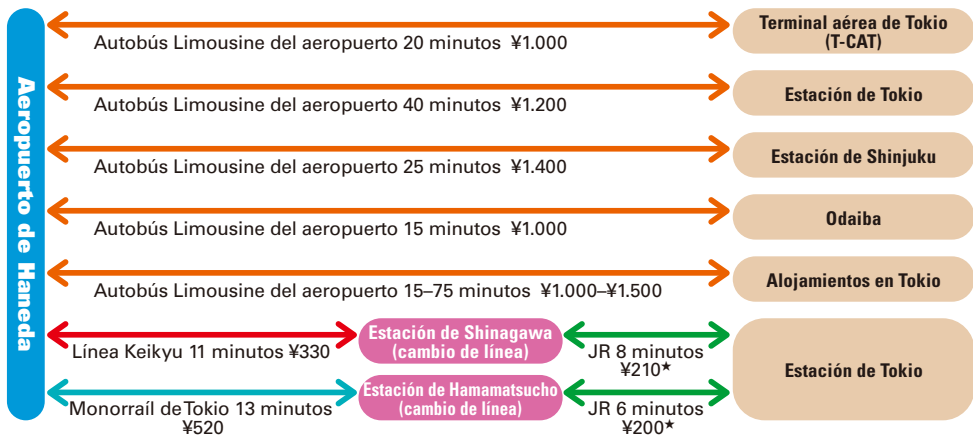 Aeropuerto de Haneda
Autobús Limousine del aeropuerto 20 minutos ¥1.000
Terminal aérea de Tokio
(T-CAT)
Autobús Limousine del aeropuerto 40 minutos ¥1.200
Estación de Tokio
Autobús Limousine del aeropuerto 25 minutos ¥1.400
Estación de Shinjuku
Autobús Limousine del aeropuerto 15 minutos ¥1.000
Odaiba
Autobús Limousine del aeropuerto 15–75 minutos ¥1.000–¥1.500
Alojamientos en Tokio
Línea Keikyu 11 minutos ¥330
Estación de Shinagawa
(cambio de línea)
JR 8 minutos
¥210★
Estación de Tokio
Monorraíl de Tokio 13 minutos
¥520
Estación de Hamamatsucho
(cambio de línea)
JR 6 minutos
¥200★